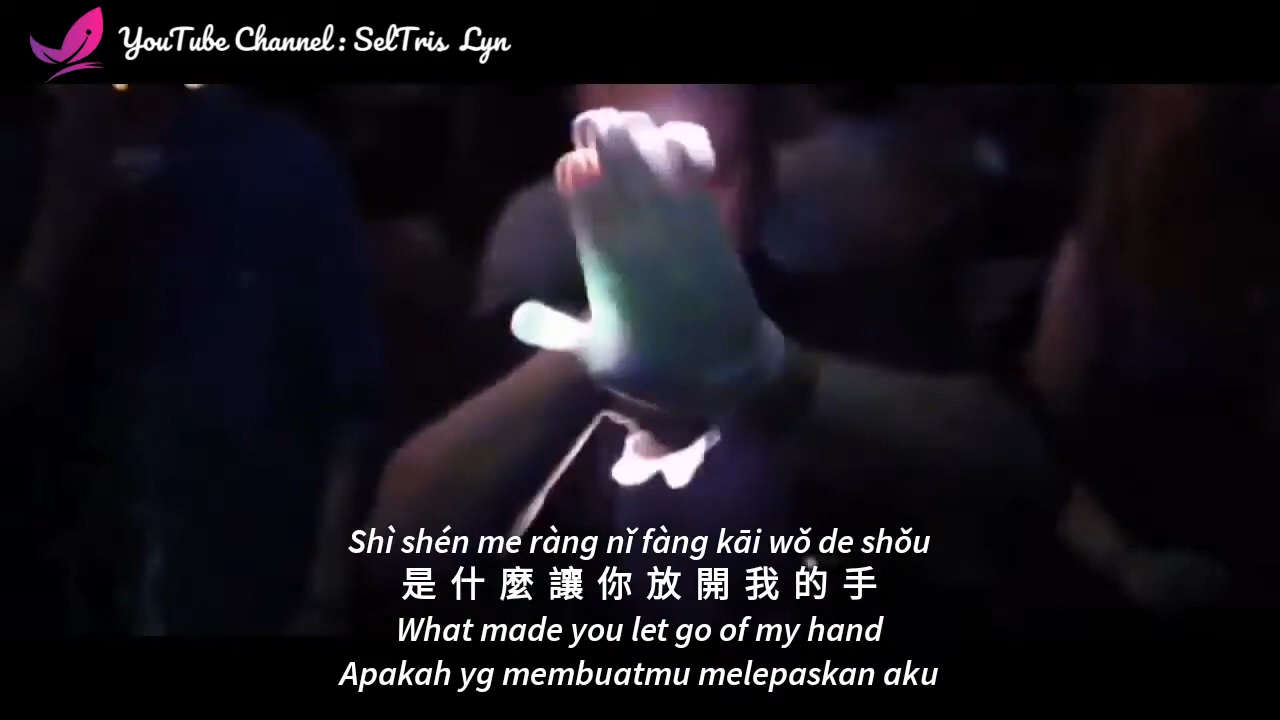 YouTube Channel : SelTris Lyn
Shì shén me ràng nǐ fàng kāi wǒ de shǒu
是什麼讓你放開我的手
What made you let go of my hand
Apakah yg membuatmu melepaskan aku